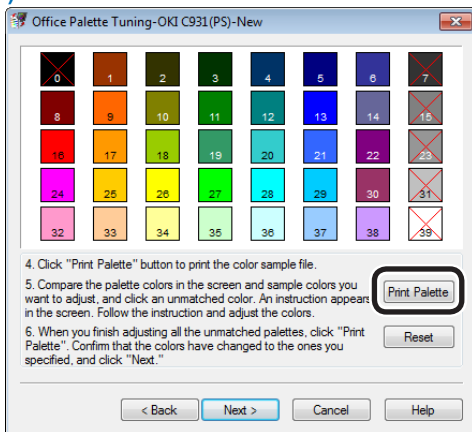 Office Palette Tuning-OKI C931(PS)-New
0 1 2 3 4 5 6 7
8 9 10 11 12 13 14 15
16 17 18 19 20 21 22 23
24 25 26 27 28 29 30 31
32 33 34 35 36 37 38 39
4. Click "Print Palette" button to print the color sample file.
5. Compare the palette colors in the screen and sample colors you
want to adjust, and click an unmatched color. An instruction appears
in the screen. Follow the instruction and adjust the colors.
Print Palette
6. When you finish adjusting all the unmatched palettes, click "Print
Palette". Confirm that the colors have changed to the ones you
specified, and click "Next."
Reset
< Back Next > Cancel Help